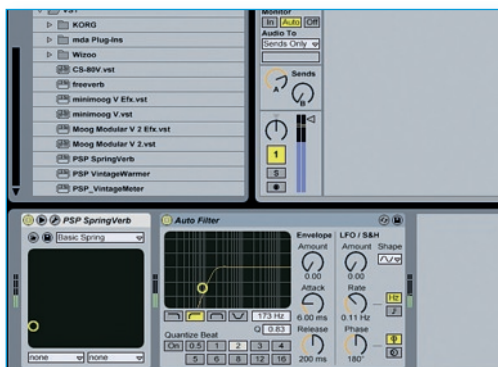 VST
KORG
mda Plug-Ins
Wizoo
CS-80V.vst
freeverb
minimoog V Efx.vst
minimoog V.vst
Moog Modular V 2 Efx.vst
Moog Modular V 2.vst
PSP SpringVerb
PSP VintageWarmer
PSP_VintageMeter
Monitor
In Auto Off
Audio To
Sends Only
Sends
A
B
1
S
PSP SpringVerb
Basic Spring
none none
Auto Filter
173 Hz
Q 0.83
Quantize Beat
On 0.5 1 2 3 4
5 6 8 12 16
Envelope
Amount
0.00
Attack
6.00 ms
Release
200 ms
LFO / S&H
Amount Shape
0.00
Rate
0.11 Hz
Hz
Phase
180°